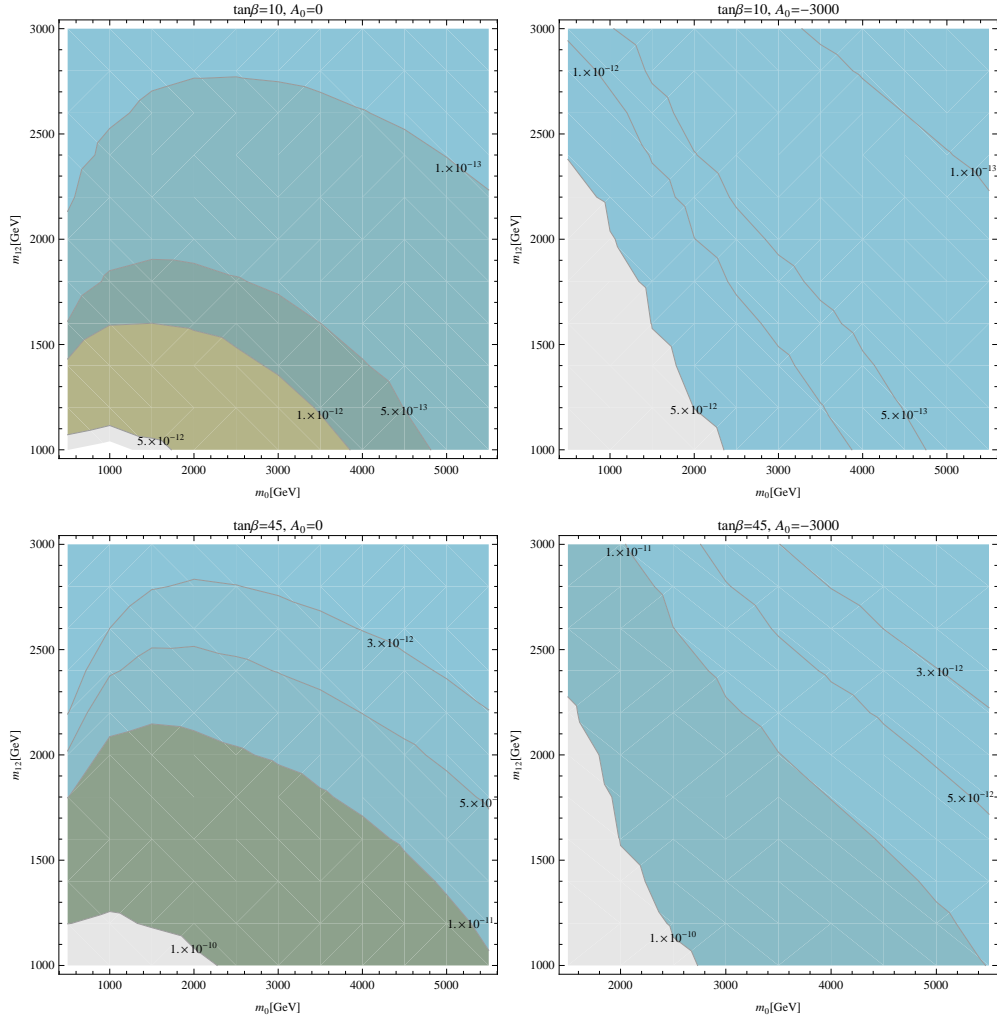 tanβ=10, A₀=0
3000
2500
2000
1500
1000
m₁₂[GeV]
1.×10⁻¹³
5.×10⁻¹³
1.×10⁻¹²
5.×10⁻¹²
1000 2000 3000 4000 5000
m₀[GeV]
tanβ=10, A₀=−3000
3000
2500
2000
1500
1000
m₁₂[GeV]
1.×10⁻¹²
1.×10⁻¹³
5.×10⁻¹²
5.×10⁻¹³
1000 2000 3000 4000 5000
m₀[GeV]
tanβ=45, A₀=0
3000
2500
2000
1500
1000
m₁₂[GeV]
3.×10⁻¹²
5.×10⁻
1.×10⁻¹¹
1.×10⁻¹⁰
1000 2000 3000 4000 5000
m₀[GeV]
tanβ=45, A₀=−3000
3000
2500
2000
1500
1000
m₁₂[GeV]
1.×10⁻¹¹
3.×10⁻¹²
5.×10⁻¹²
1.×10⁻¹⁰
2000 3000 4000 5000
m₀[GeV]